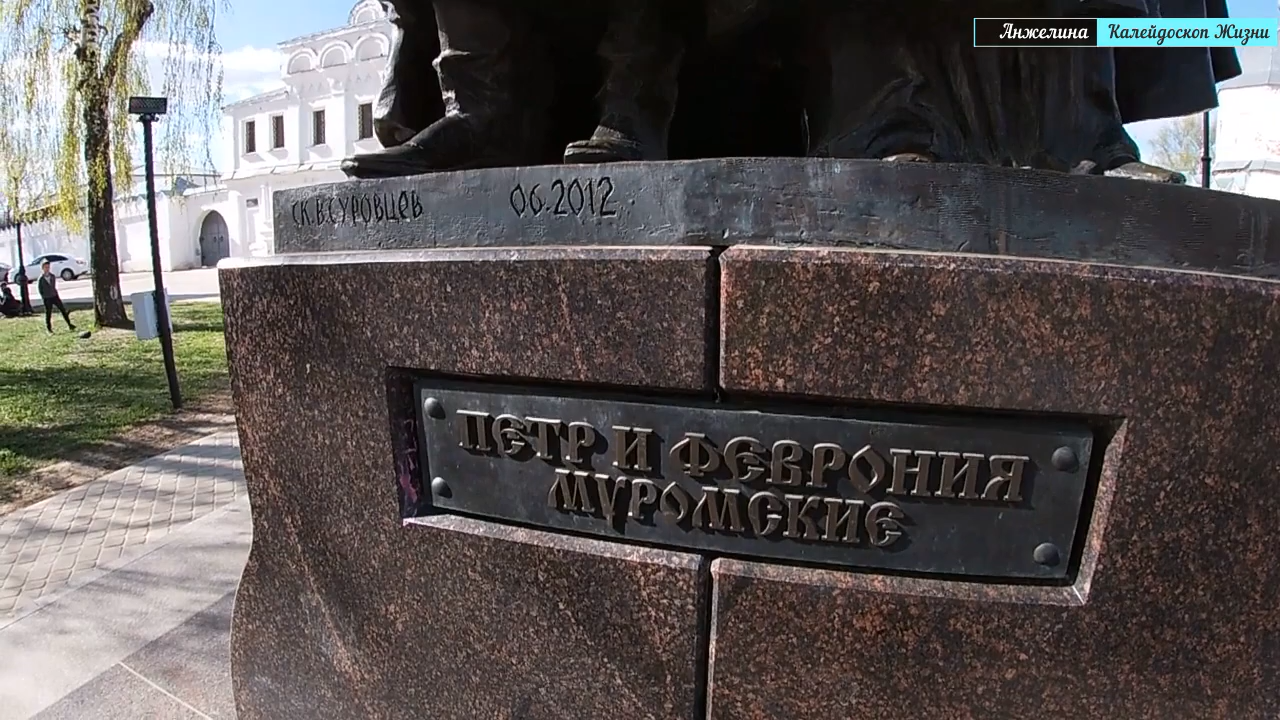 Анжелина Калейдоскоп Жизни
СК.В.СУРОВЦЕВ 06.2012
ПЕТР И ФЕВРОНИЯ
МУРОМСКИЕ